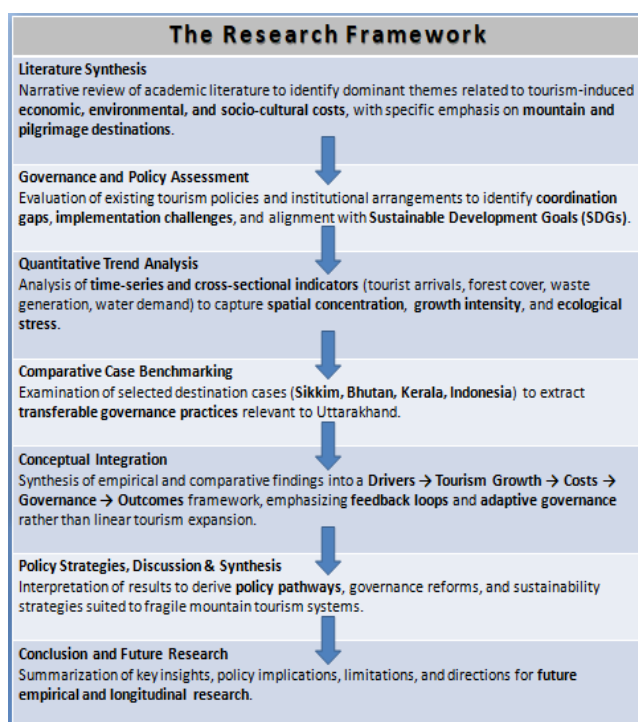 The Research Framework
Literature Synthesis
Narrative review of academic literature to identify dominant themes related to tourism-induced
economic, environmental, and socio-cultural costs, with specific emphasis on mountain and
pilgrimage destinations.
Governance and Policy Assessment
Evaluation of existing tourism policies and institutional arrangements to identify coordination
gaps, implementation challenges, and alignment with Sustainable Development Goals (SDGs).
Quantitative Trend Analysis
Analysis of time-series and cross-sectional indicators (tourist arrivals, forest cover, waste
generation, water demand) to capture spatial concentration, growth intensity, and ecological
stress.
Comparative Case Benchmarking
Examination of selected destination cases (Sikkim, Bhutan, Kerala, Indonesia) to extract
transferable governance practices relevant to Uttarakhand.
Conceptual Integration
Synthesis of empirical and comparative findings into a Drivers → Tourism Growth → Costs →
Governance → Outcomes framework, emphasizing feedback loops and adaptive governance
rather than linear tourism expansion.
Policy Strategies, Discussion & Synthesis
Interpretation of results to derive policy pathways, governance reforms, and sustainability
strategies suited to fragile mountain tourism systems.
Conclusion and Future Research
Summarization of key insights, policy implications, limitations, and directions for future
empirical and longitudinal research.